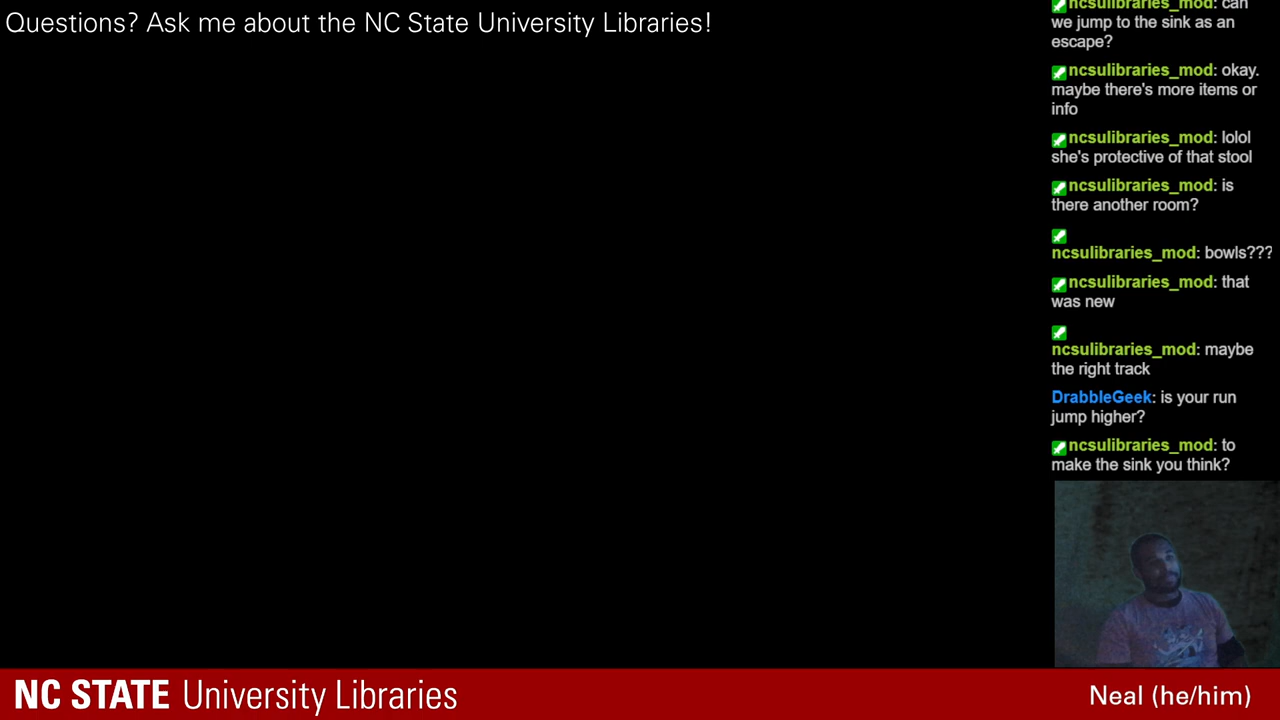 Questions? Ask me about the NC State University Libraries!
ncsulibraries_mod: can
we jump to the sink as an
escape?
ncsulibraries_mod: okay.
maybe there's more items or
info
ncsulibraries_mod: lolol
she's protective of that stool
ncsulibraries_mod: is
there another room?
ncsulibraries_mod: bowls???
ncsulibraries_mod: that
was new
ncsulibraries_mod: maybe
the right track
DrabbleGeek: is your run
jump higher?
ncsulibraries_mod: to
make the sink you think?
NC STATE University Libraries
Neal (he/him)